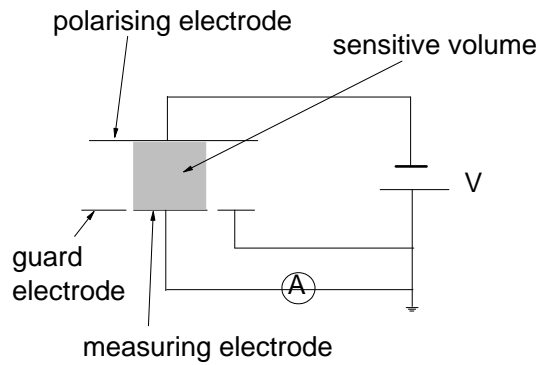 polarising electrode
sensitive volume
V
guard
electrode
A
measuring electrode